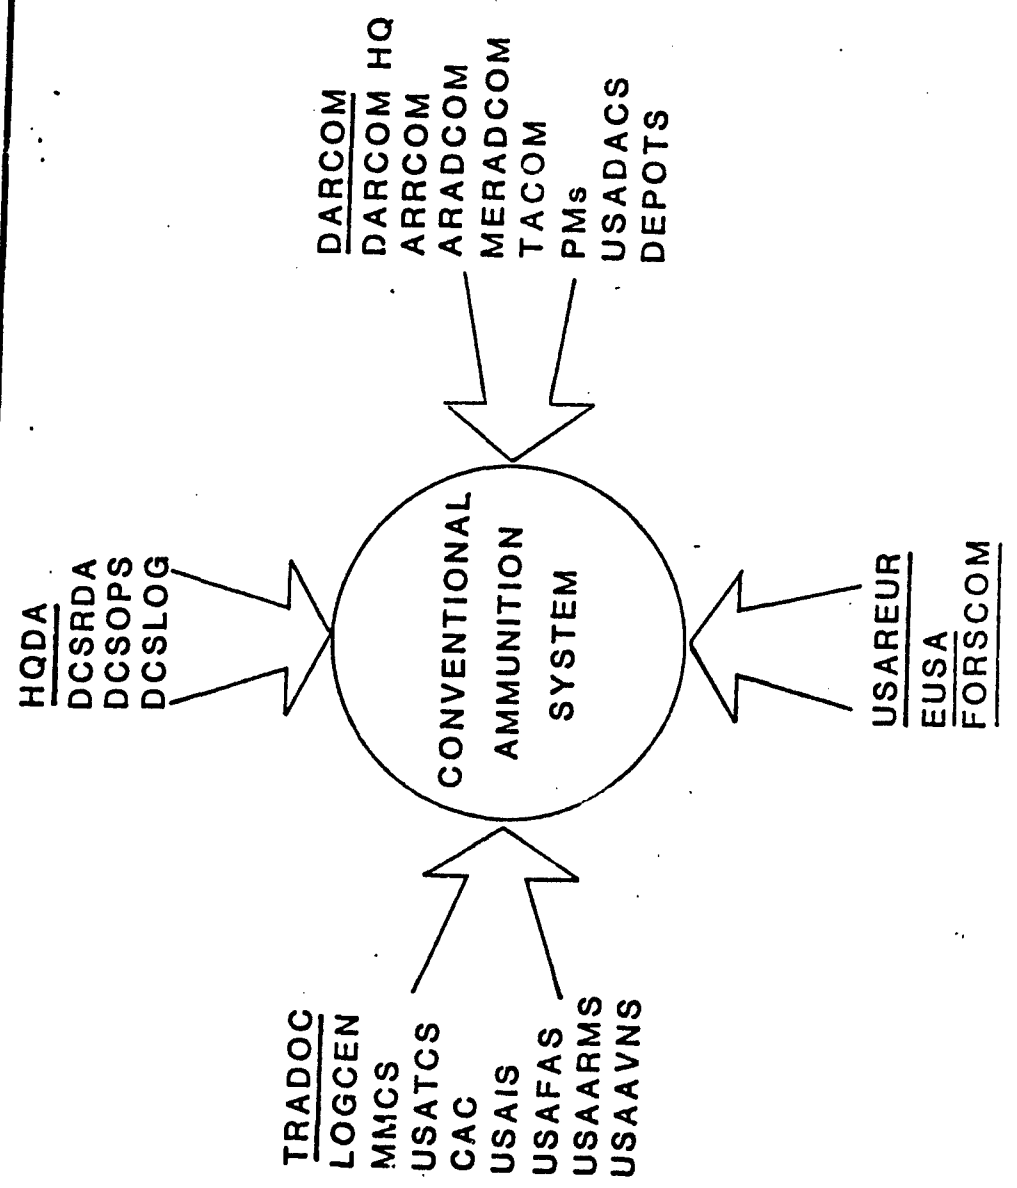 HQDA
DCSRDA
DCSOPS
DCSLOG
TRADOC
LOGCEN
MMCS
USATCS
CAC
USAIS
USAFAS
USAARMS
USAAVNS
CONVENTIONAL
AMMUNITION
SYSTEM
DARCOM
DARCOM HQ
ARRCOM
ARADCOM
MERADCOM
TACOM
PMs
USADACS
DEPOTS
USAREUR
EUSA
FORSCOM